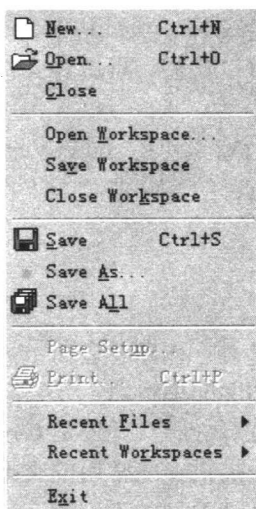 New... Ctrl+N
Open... Ctrl+O
Close
Open Workspace...
Save Workspace
Close Workspace
Save Ctrl+S
Save As...
Save All
Page Setup...
Print... Ctrl+P
Recent Files
Recent Workspaces
Exit